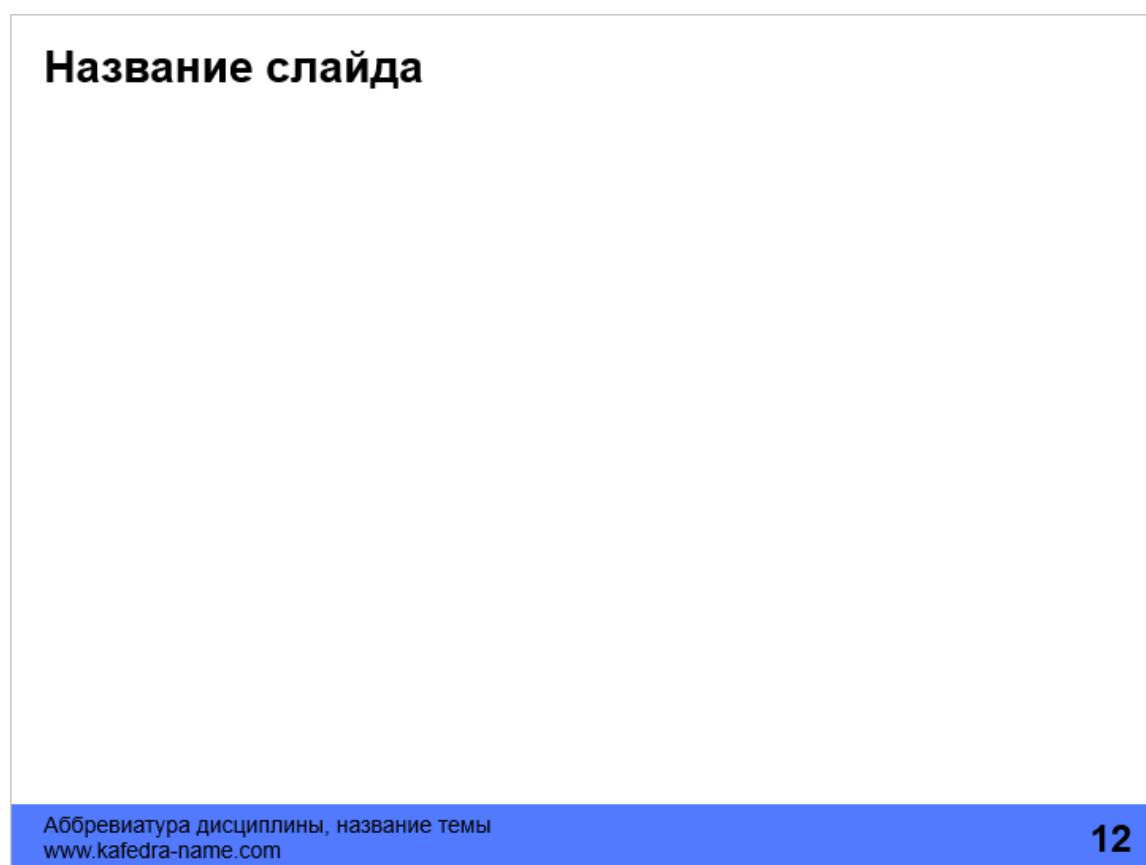 Название слайда
Аббревиатура дисциплины, название темы
www.kafedra-name.com
12